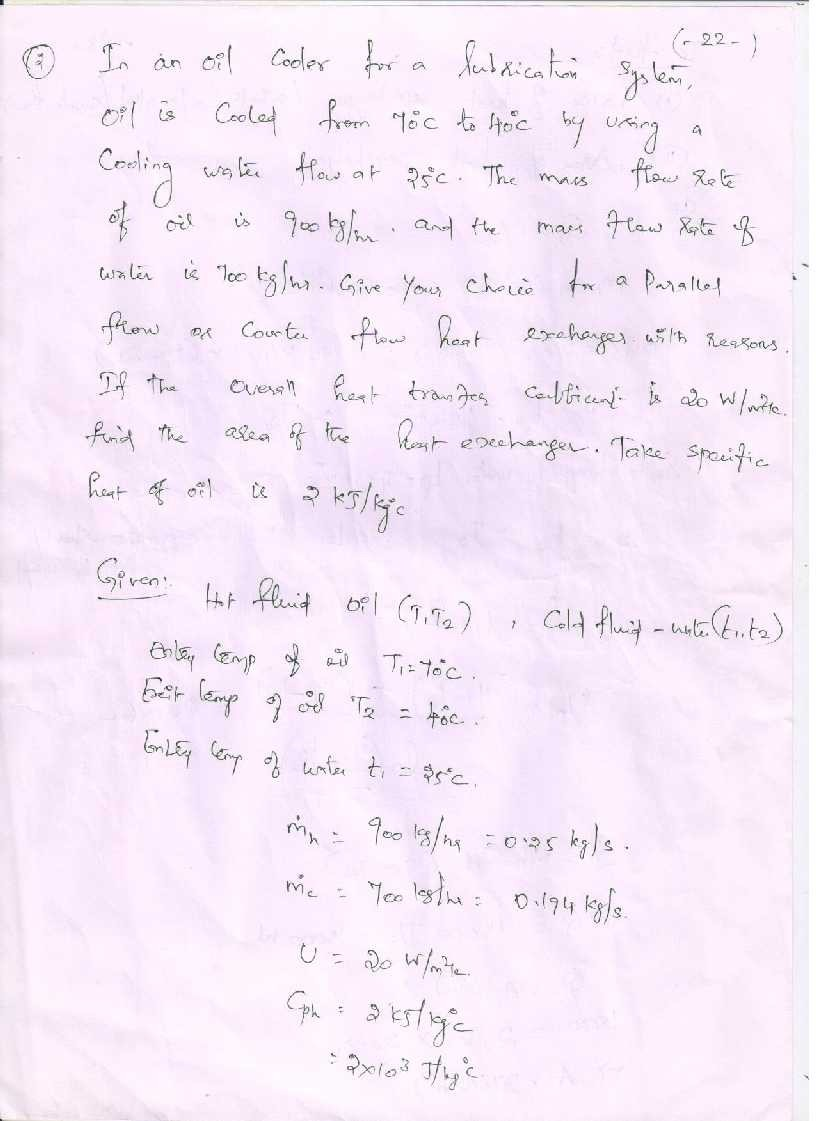 (- 22 - )
2 In an oil Cooler for a lubrication System,
oil is Cooled from 70°C to 40°C by using a
Cooling water flow at 25°C. The mass flow rate
of oil is 900 kg/hr. and the mass Flow rate of
water is 700 kg/hr. Give Your choice for a Parallel
flow or Counter flow heat exchanger with reasons.
If the Overall heat transfer coefficient is 20 W/m²°C.
find the area of the heat exchanger. Take specific
heat of oil is 2 KJ/kg°C
Given:
Hot fluid oil (T1 T2) , Cold fluid - water (t1, t2)
Entry temp of oil T1 = 70°C.
Exit temp of oil T2 = 40°C.
Entry temp of water t1 = 25°C.
ṁh = 900 kg/hr = 0.25 kg/s.
ṁc = 700 kg/hr = 0.194 kg/s.
U = 20 W/m²°C.
Cph = 2 KJ/kg°C
= 2×10³ J/kg°C.